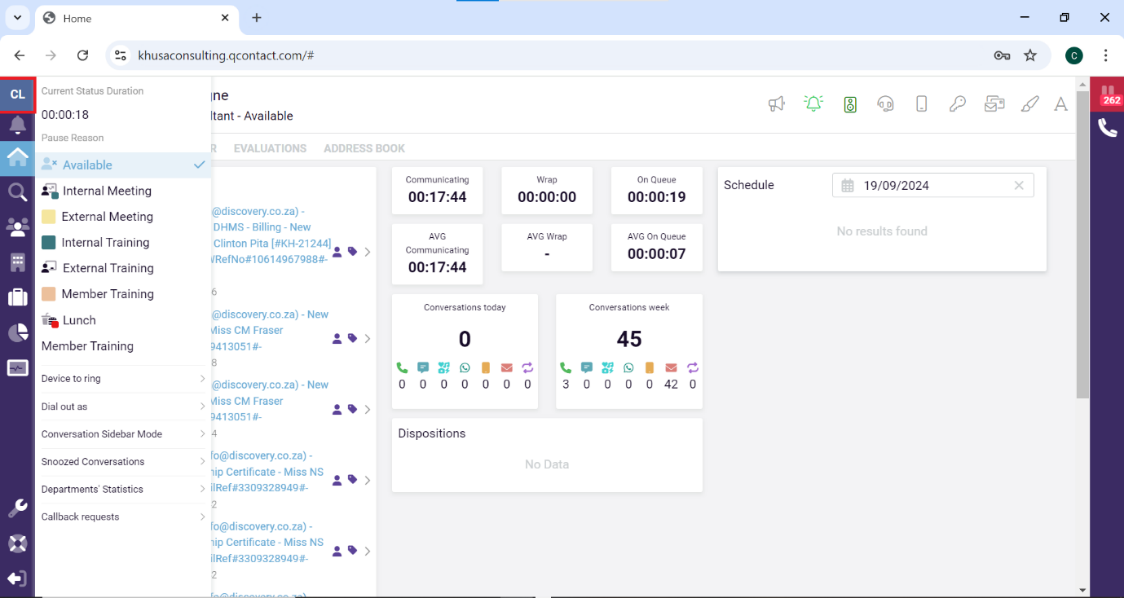 Home
khusaconsulting.qcontact.com/#
C
CL
Current Status Duration
00:00:18
Pause Reason
Available
Internal Meeting
External Meeting
Internal Training
External Training
Member Training
Lunch
Member Training
Device to ring
Dial out as
Conversation Sidebar Mode
Snoozed Conversations
Departments' Statistics
Callback requests
ne
ltant - Available
A
262
R EVALUATIONS ADDRESS BOOK
@discovery.co.za) -
DHMS - Billing - New
Clinton Pita [#KH-21244]
/RefNo#10614967988#-
6
@discovery.co.za) - New
Miss CM Fraser
9413051#-
8
@discovery.co.za) - New
Miss CM Fraser
9413051#-
4
fo@discovery.co.za) -
hip Certificate - Miss NS
ilRef#3309328949#-
2
fo@discovery.co.za) -
hip Certificate - Miss NS
ilRef#3309328949#-
2
Communicating
00:17:44
Wrap
00:00:00
On Queue
00:00:19
AVG
Communicating
00:17:44
AVG Wrap
-
AVG On Queue
00:00:07
Conversations today
0
0 0 0 0 0 0 0
Conversations week
45
3 0 0 0 0 42 0
Dispositions
No Data
Schedule
19/09/2024
No results found